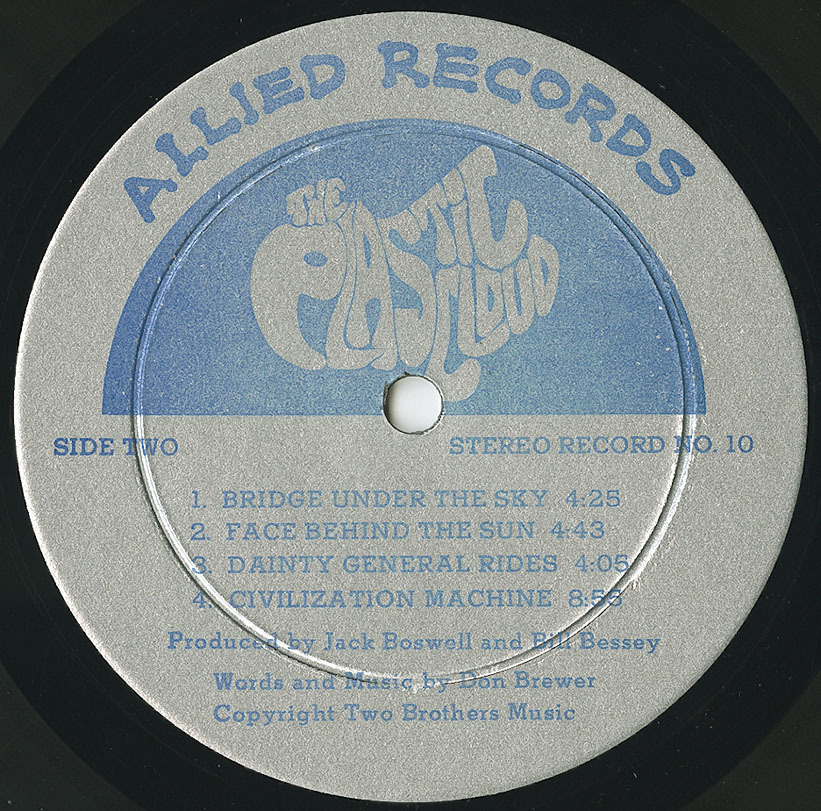 ALLIED RECORDS
THE
PLASTIC
CLOUD
SIDE TWO
STEREO RECORD NO. 10
1. BRIDGE UNDER THE SKY 4:25
2. FACE BEHIND THE SUN 4:43
3. DAINTY GENERAL RIDES 4:05
4. CIVILIZATION MACHINE 8:55
Produced by Jack Boswell and Bill Bessey
Words and Music by Don Brewer
Copyright Two Brothers Music